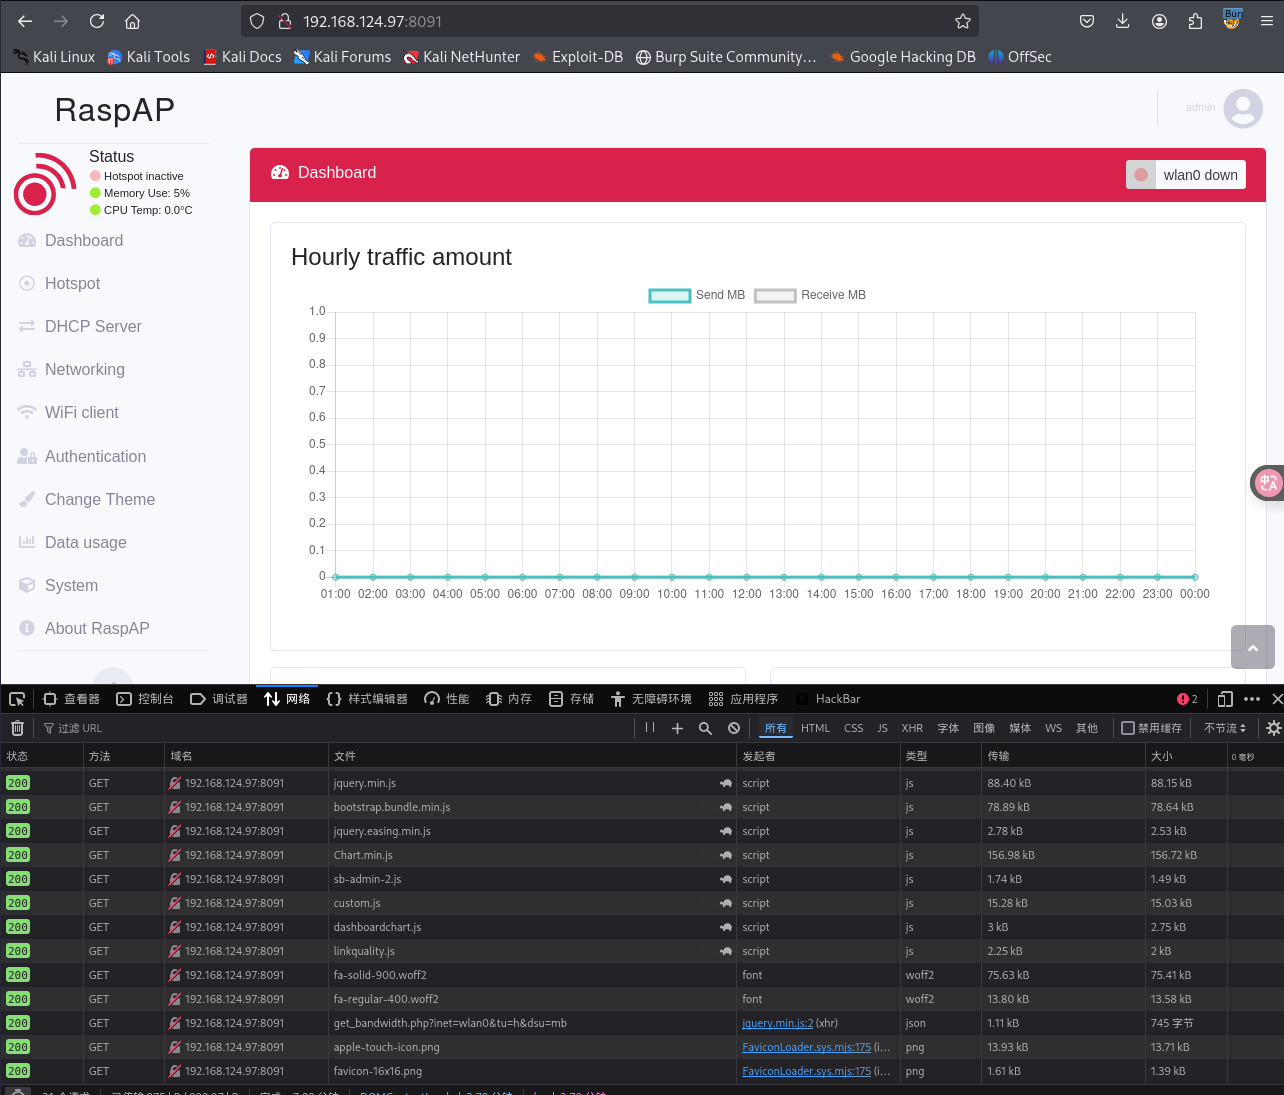 192.168.124.97:8091
Burp
Kali Linux Kali Tools Kali Docs Kali Forums Kali NetHunter Exploit-DB Burp Suite Community… Google Hacking DB OffSec
RaspAP
admin
Status
Hotspot inactive
Memory Use: 5%
CPU Temp: 0.0°C
Dashboard
Hotspot
DHCP Server
Networking
WiFi client
Authentication
Change Theme
Data usage
System
About RaspAP
Dashboard
wlan0 down
Hourly traffic amount
Send MB Receive MB
1.0
0.9
0.8
0.7
0.6
0.5
0.4
0.3
0.2
0.1
0
01:00 02:00 03:00 04:00 05:00 06:00 07:00 08:00 09:00 10:00 11:00 12:00 13:00 14:00 15:00 16:00 17:00 18:00 19:00 20:00 21:00 22:00 23:00 00:00
查看器 控制台 调试器 网络 样式编辑器 性能 内存 存储 无障碍环境 应用程序 HackBar 2
过滤 URL 所有 HTML CSS JS XHR 字体 图像 媒体 WS 其他 禁用缓存 不节流
状态 方法 域名 文件 发起者 类型 传输 大小 0 毫秒
200 GET 192.168.124.97:8091 jquery.min.js script js 88.40 kB 88.15 kB
200 GET 192.168.124.97:8091 bootstrap.bundle.min.js script js 78.89 kB 78.64 kB
200 GET 192.168.124.97:8091 jquery.easing.min.js script js 2.78 kB 2.53 kB
200 GET 192.168.124.97:8091 Chart.min.js script js 156.98 kB 156.72 kB
200 GET 192.168.124.97:8091 sb-admin-2.js script js 1.74 kB 1.49 kB
200 GET 192.168.124.97:8091 custom.js script js 15.28 kB 15.03 kB
200 GET 192.168.124.97:8091 dashboardchart.js script js 3 kB 2.75 kB
200 GET 192.168.124.97:8091 linkquality.js script js 2.25 kB 2 kB
200 GET 192.168.124.97:8091 fa-solid-900.woff2 font woff2 75.63 kB 75.41 kB
200 GET 192.168.124.97:8091 fa-regular-400.woff2 font woff2 13.80 kB 13.58 kB
200 GET 192.168.124.97:8091 get_bandwidth.php?inet=wlan0&tu=h&dsu=mb jquery.min.js:2 (xhr) json 1.11 kB 745 字节
200 GET 192.168.124.97:8091 apple-touch-icon.png FaviconLoader.sys.mjs:175 (i… png 13.93 kB 13.71 kB
200 GET 192.168.124.97:8091 favicon-16x16.png FaviconLoader.sys.mjs:175 (i… png 1.61 kB 1.39 kB